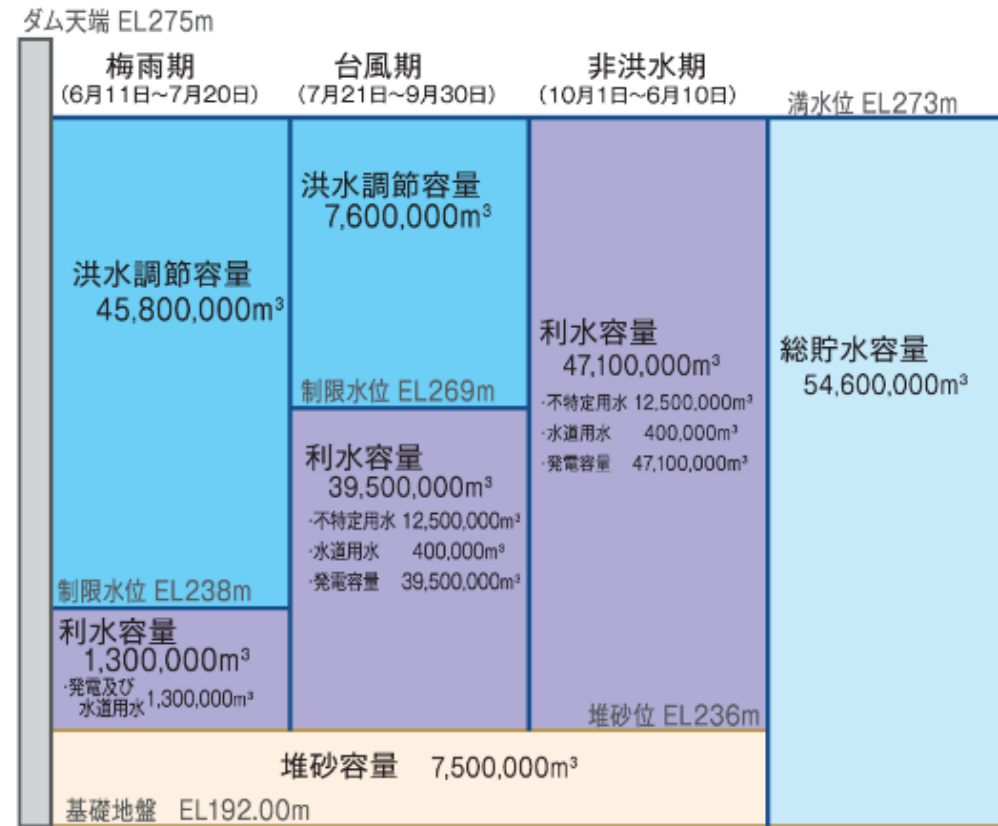 ダム天端 EL275m
梅雨期
(6月11日~7月20日)
台風期
(7月21日~9月30日)
非洪水期
(10月1日~6月10日)
満水位 EL273m
洪水調節容量
45,800,000m³
制限水位 EL238m
利水容量
1,300,000m³
・発電及び
水道用水 1,300,000m³
洪水調節容量
7,600,000m³
制限水位 EL269m
利水容量
39,500,000m³
・不特定用水 12,500,000m³
・水道用水 400,000m³
・発電容量 39,500,000m³
利水容量
47,100,000m³
・不特定用水 12,500,000m³
・水道用水 400,000m³
・発電容量 47,100,000m³
堆砂位 EL236m
総貯水容量
54,600,000m³
堆砂容量 7,500,000m³
基礎地盤 EL192.00m